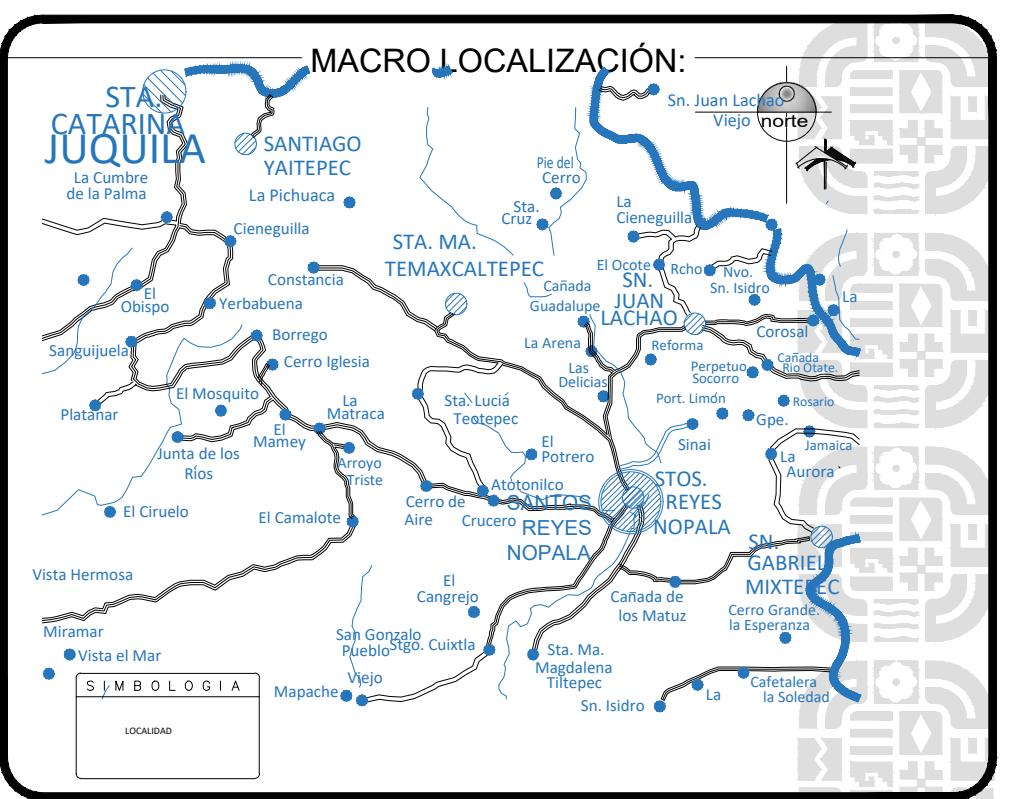 MACRO LOCALIZACIÓN:
STA.
CATARINA
JUQUILA
SANTIAGO
YAITEPEC
Sn. Juan Lachao
Viejo
norte
La Cumbre
de la Palma
La Pichuaca
Pie del
Cerro
Sta.
Cruz
La
Cieneguilla
Cieneguilla
STA. MA.
TEMAXCALTEPEC
Constancia
El Ocote
Rcho
Nvo.
Sn. Isidro
SN.
JUAN
LACHAO
Cañada
Guadalupe
El
Obispo
Yerbabuena
La
Corosal
Sanguijuela
Borrego
Cerro Iglesia
La Arena
Reforma
Las
Delicias
Perpetuo
Socorro
Cañada
Rio Otate.
Platanar
El Mosquito
La
Matraca
Sta. Luciá
Teotepec
Port. Limón
Rosario
Gpe.
El
Mamey
Junta de los
Ríos
Arroyo
Triste
El
Potrero
Sinai
Jamaica
La
Aurora
Atotonilco
Cerro de
Aire
Crucero
SANTOS
REYES
NOPALA
STOS.
REYES
NOPALA
El Ciruelo
El Camalote
SN.
GABRIEL
MIXTEPEC
Vista Hermosa
El
Cangrejo
Cañada de
los Matuz
Cerro Grande.
la Esperanza
Miramar
Vista el Mar
San Gonzalo
Pueblo
Viejo
Stgo. Cuixtla
Sta. Ma.
Magdalena
Tiltepec
Mapache
Sn. Isidro
La
Cafetalera
la Soledad
SIMBOLOGIA
LOCALIDAD